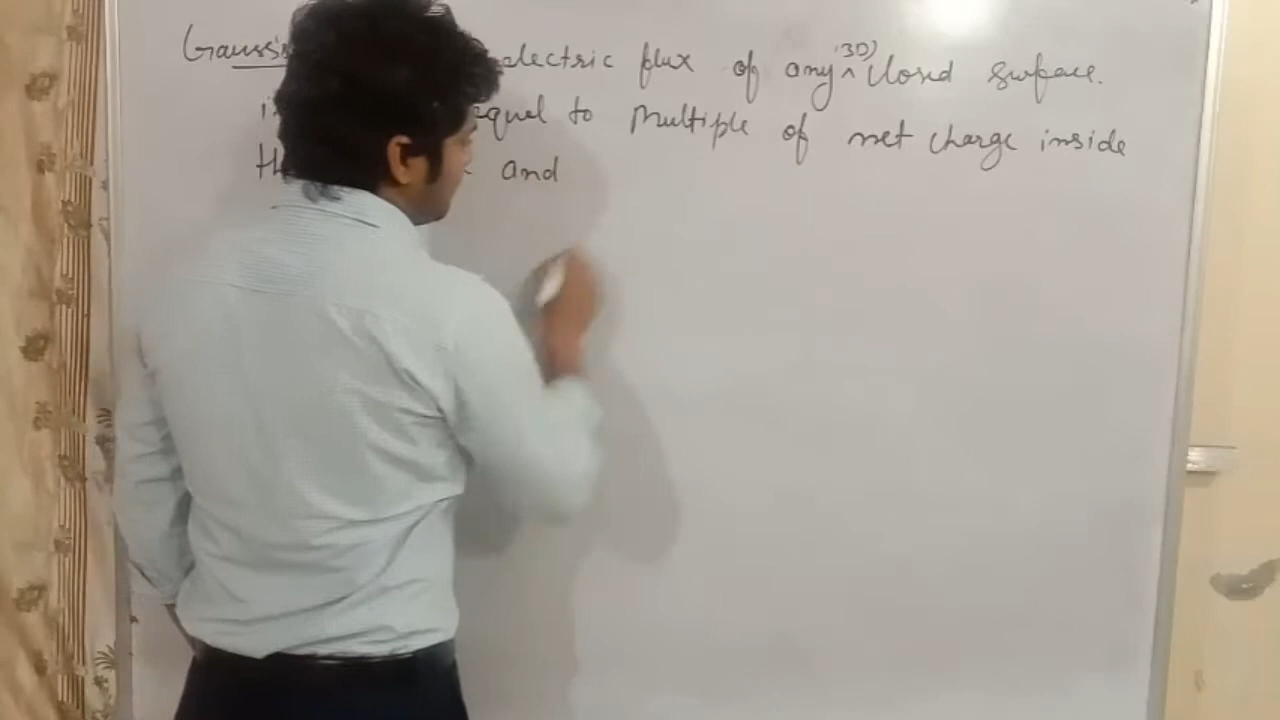 electric flux of any (3D) closed surface.
equal to multiple of net charge inside
and